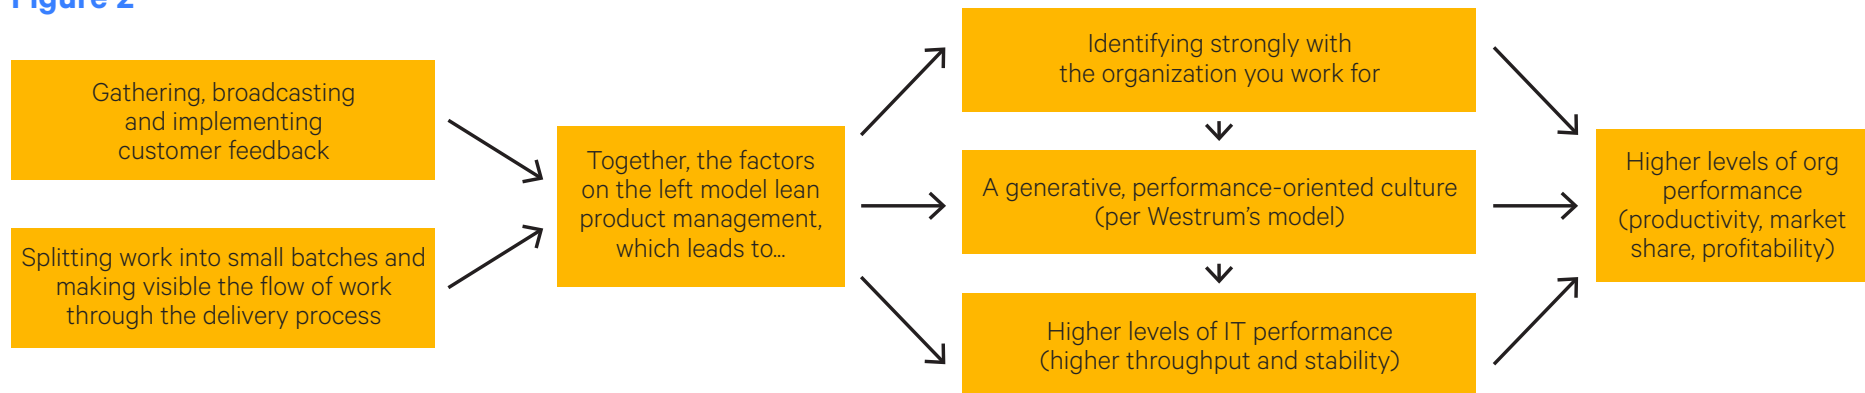 Figure 2
Gathering, broadcasting
and implementing
customer feedback
Splitting work into small batches and
making visible the flow of work
through the delivery process
Together, the factors
on the left model lean
product management,
which leads to...
Identifying strongly with
the organization you work for
A generative, performance-oriented culture
(per Westrum's model)
Higher levels of IT performance
(higher throughput and stability)
Higher levels of org
performance
(productivity, market
share, profitability)